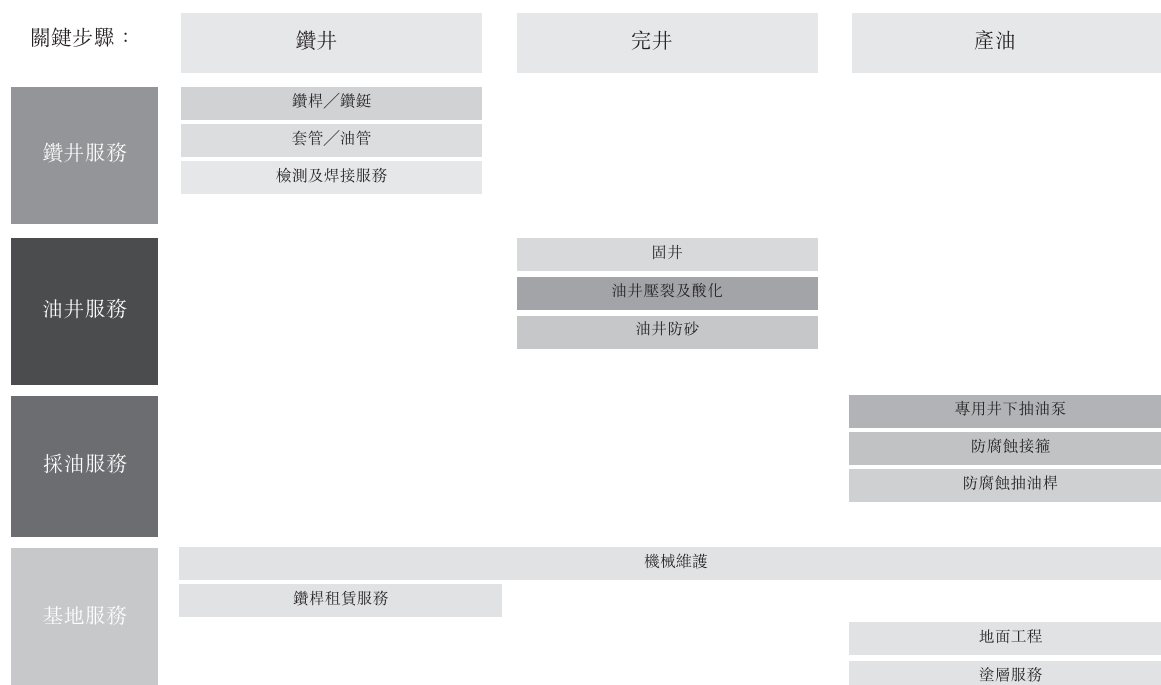 關鍵步驟：
鑽井
完井
產油
鑽井服務
鑽桿／鑽鋌
套管／油管
檢測及焊接服務
油井服務
固井
油井壓裂及酸化
油井防砂
採油服務
專用井下抽油泵
防腐蝕接箍
防腐蝕抽油桿
基地服務
機械維護
鑽桿租賃服務
地面工程
塗層服務